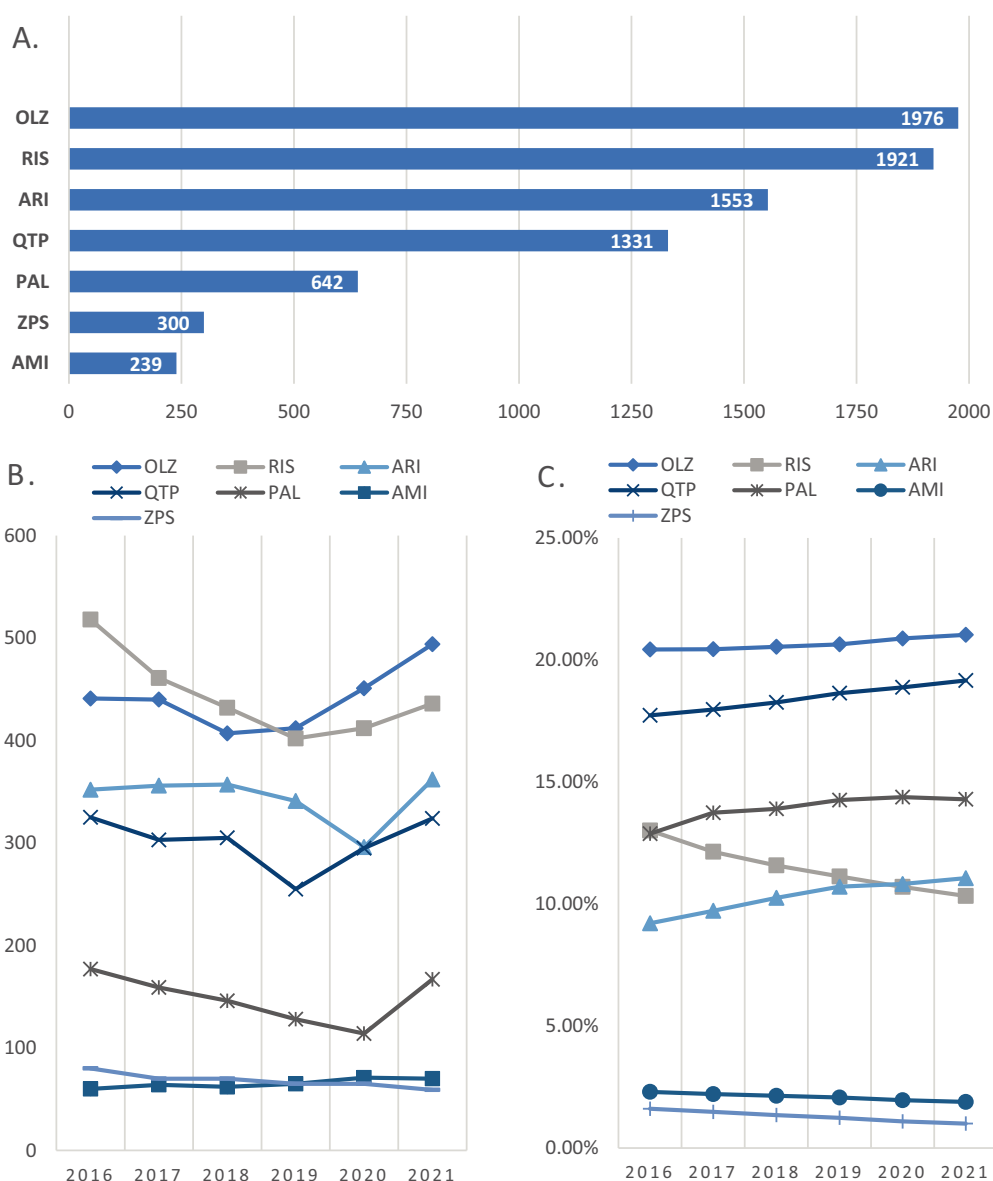 A.
OLZ 1976
RIS 1921
ARI 1553
QTP 1331
PAL 642
ZPS 300
AMI 239
0 250 500 750 1000 1250 1500 1750 2000
B.
OLZ RIS ARI
QTP PAL AMI
ZPS
600
500
400
300
200
100
0
2016 2017 2018 2019 2020 2021
C.
OLZ RIS ARI
QTP PAL AMI
ZPS
25.00%
20.00%
15.00%
10.00%
5.00%
0.00%
2016 2017 2018 2019 2020 2021